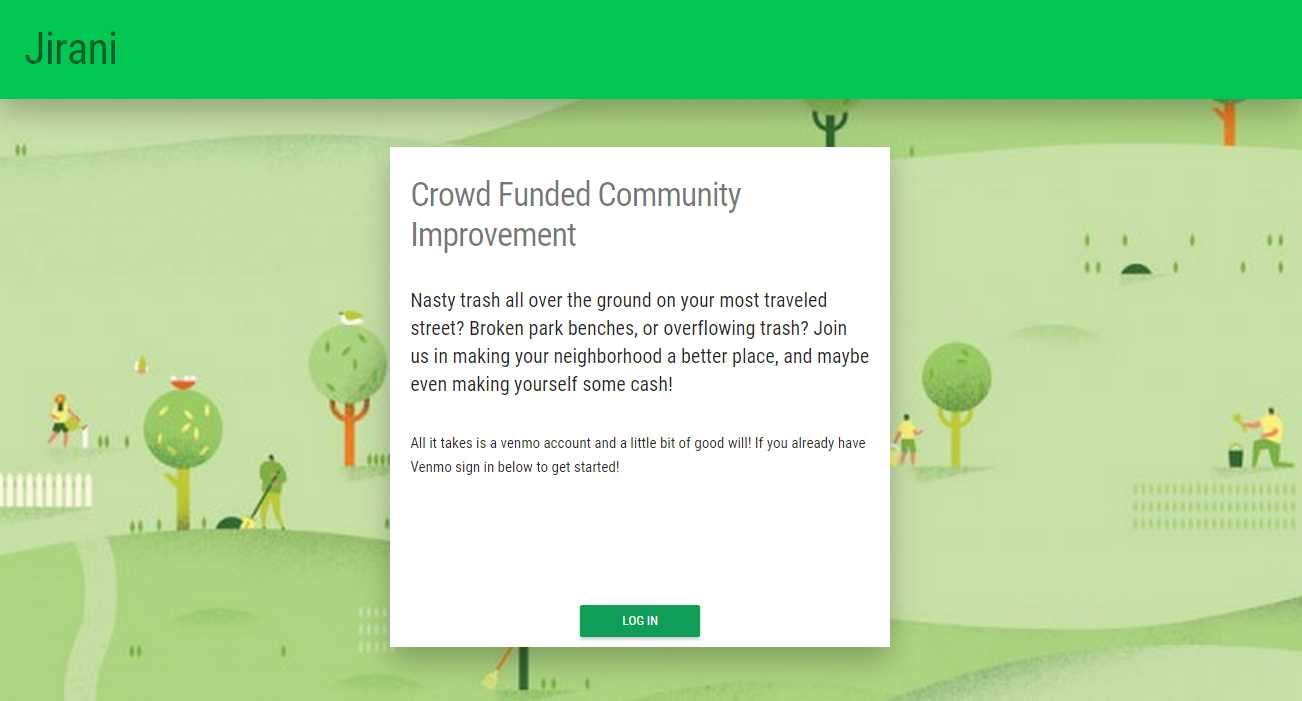 Jirani
Crowd Funded Community
Improvement
Nasty trash all over the ground on your most traveled
street? Broken park benches, or overflowing trash? Join
us in making your neighborhood a better place, and maybe
even making yourself some cash!
All it takes is a venmo account and a little bit of good will! If you already have
Venmo sign in below to get started!
LOG IN